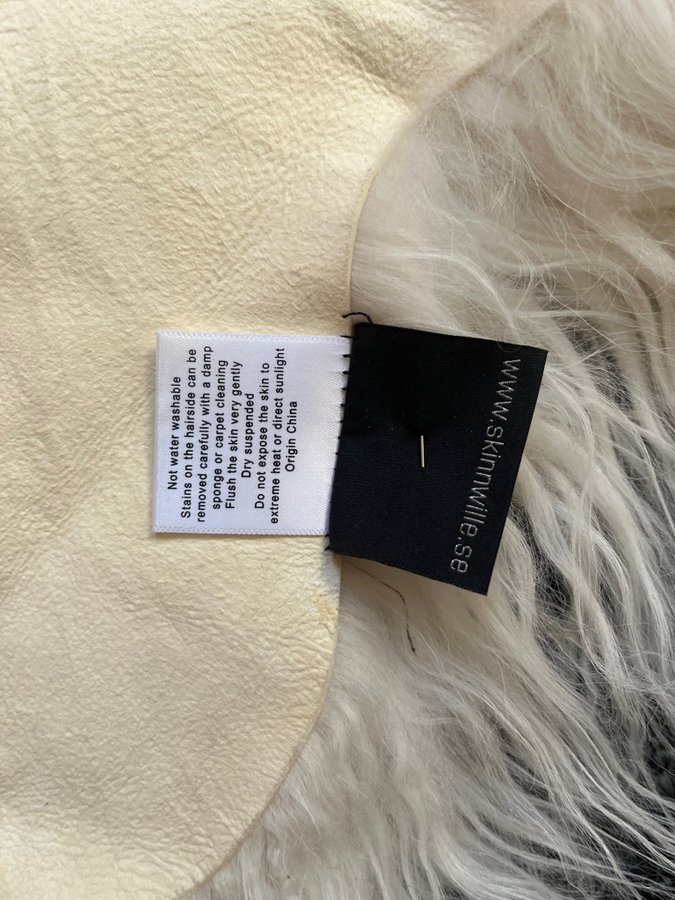 Not water washable
Stains on the hairside can be
removed carefully with a damp
sponge or carpet cleaning
Flush the skin very gently
Dry suspended
Do not expose the skin to
extreme heat or direct sunlight
Origin China
www.skinnwille.se